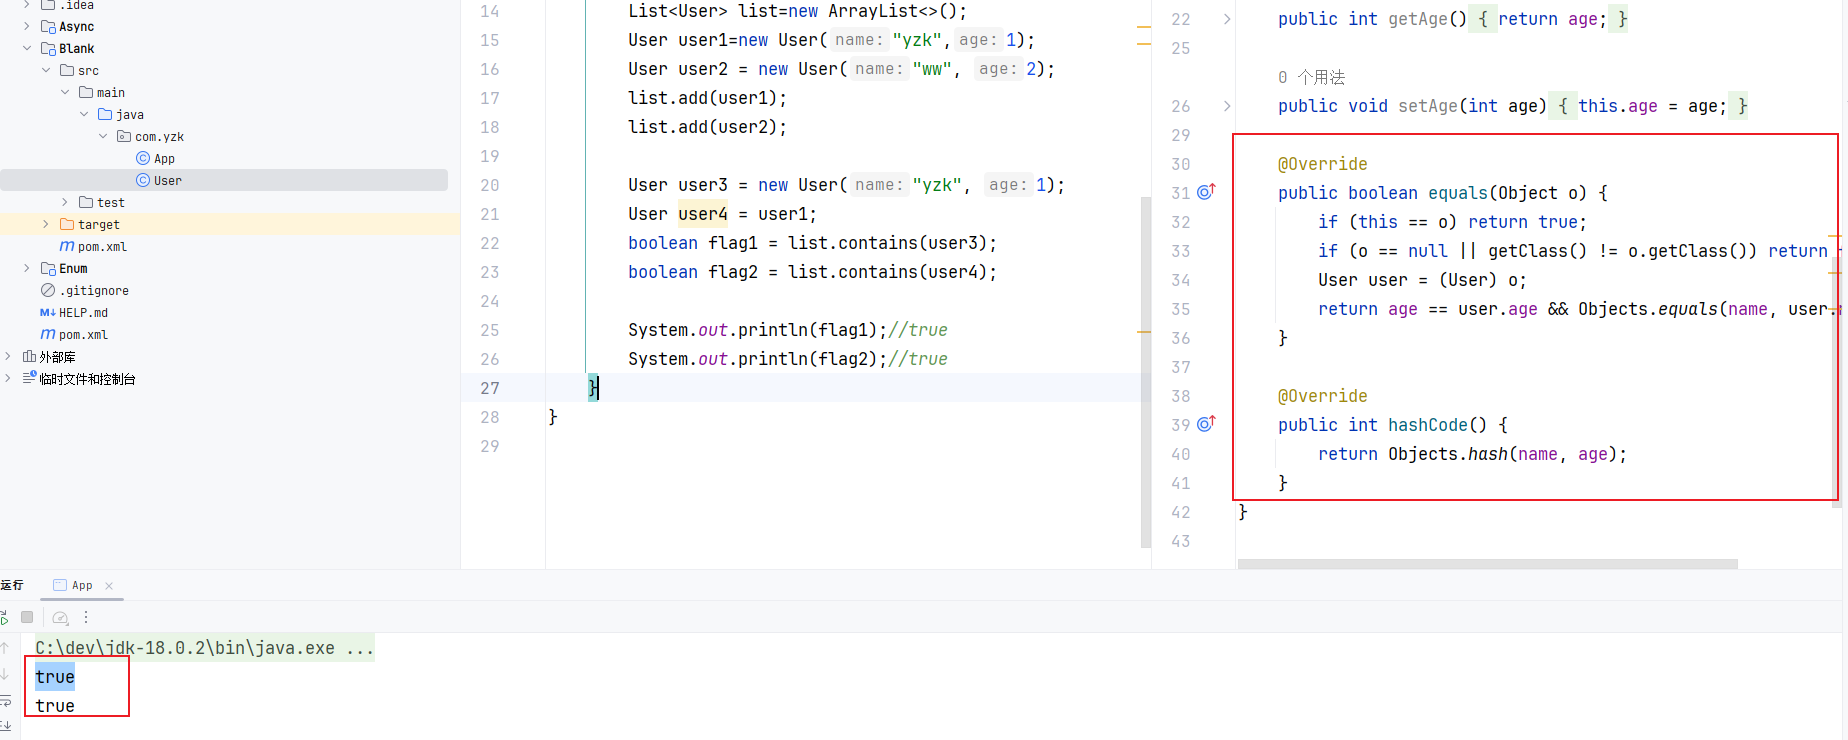 .idea
Async
Blank
src
main
java
com.yzk
App
User
test
target
pom.xml
Enum
.gitignore
HELP.md
pom.xml
外部库
临时文件和控制台
14 List<User> list=new ArrayList<>();
15 User user1=new User( name: "yzk", age: 1);
16 User user2 = new User( name: "ww", age: 2);
17 list.add(user1);
18 list.add(user2);
19
20 User user3 = new User( name: "yzk", age: 1);
21 User user4 = user1;
22 boolean flag1 = list.contains(user3);
23 boolean flag2 = list.contains(user4);
24
25 System.out.println(flag1);//true
26 System.out.println(flag2);//true
27 }
28 }
29
22 public int getAge() { return age; }
25
0 个用法
26 public void setAge(int age) { this.age = age; }
29
30 @Override
31 public boolean equals(Object o) {
32 if (this == o) return true;
33 if (o == null || getClass() != o.getClass()) return
34 User user = (User) o;
35 return age == user.age && Objects.equals(name, user.
36 }
37
38 @Override
39 public int hashCode() {
40 return Objects.hash(name, age);
41 }
42 }
43
运行 App
C:\dev\jdk-18.0.2\bin\java.exe ...
true
true